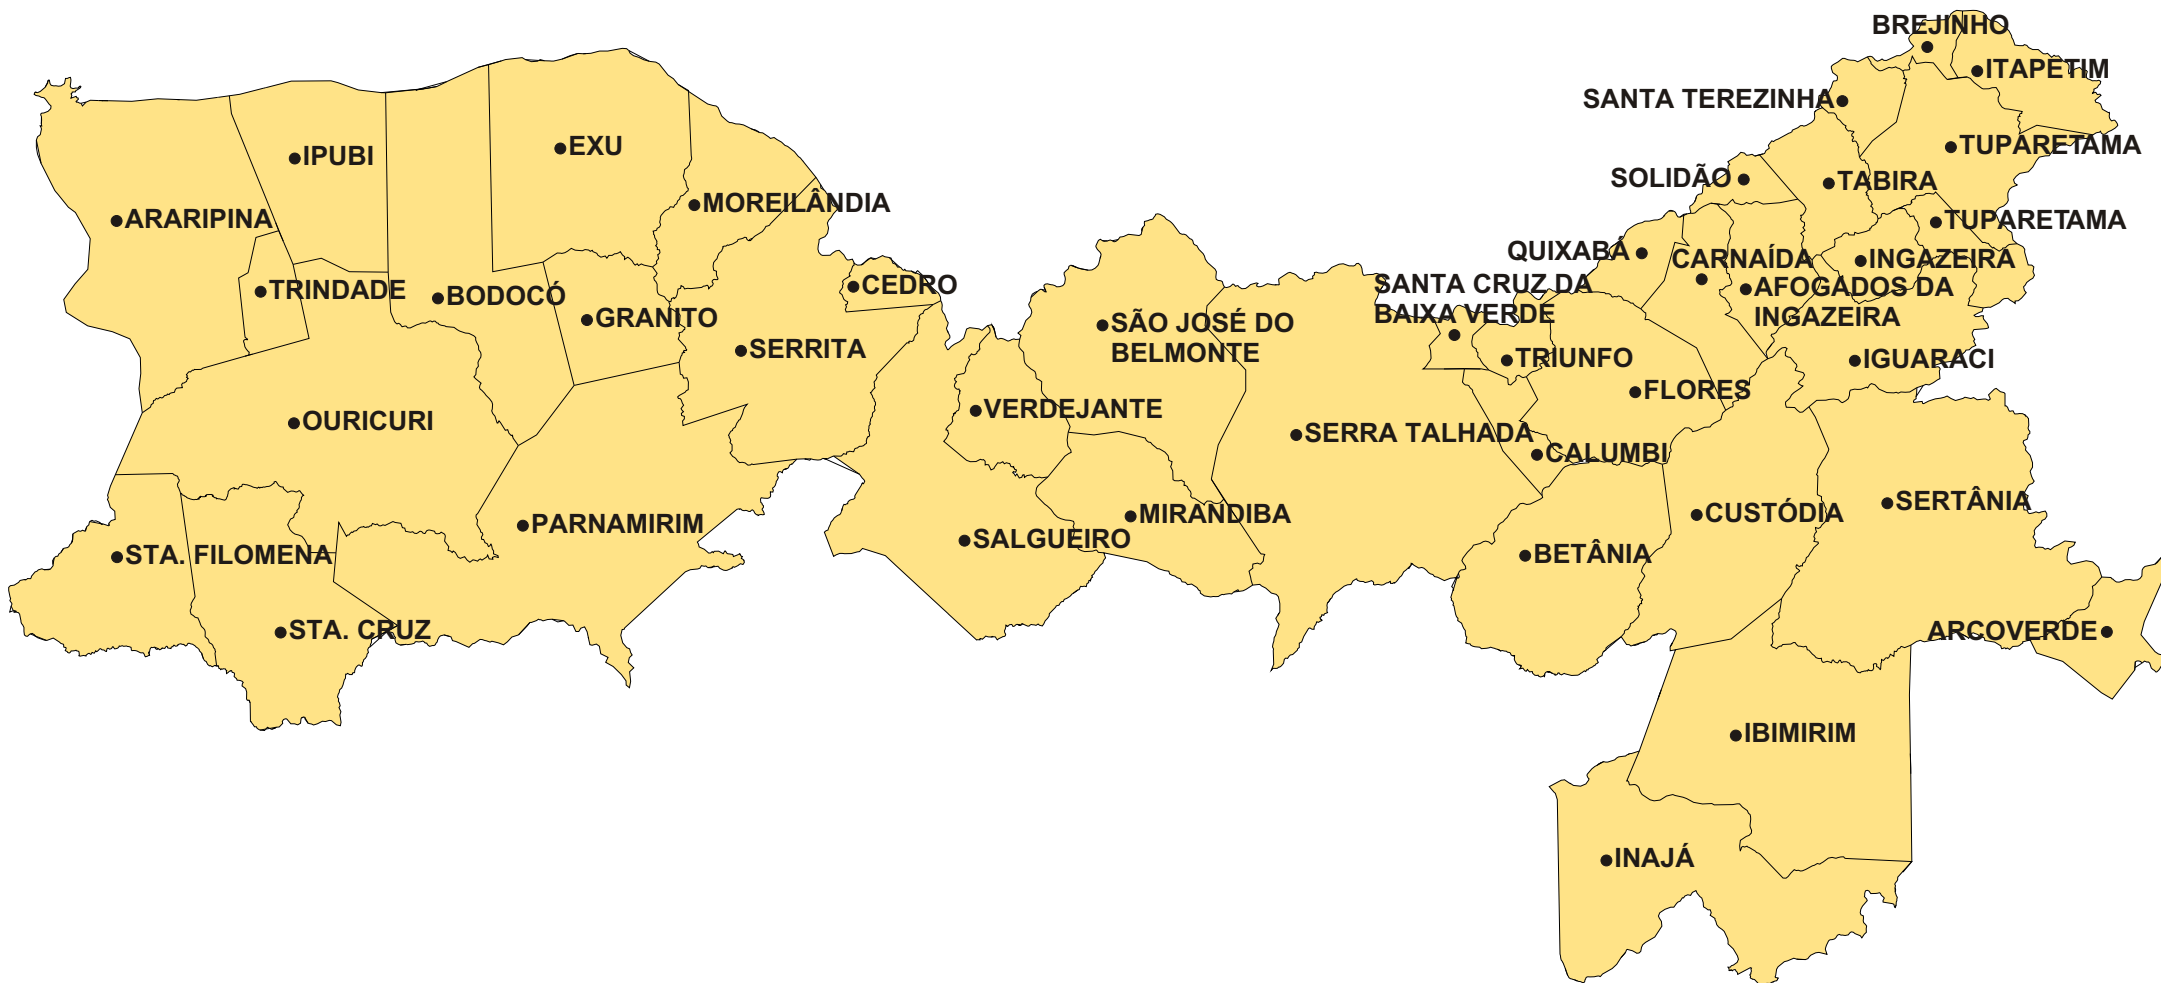 BREJINHO
ITAPETIM
SANTA TEREZINHA
TUPARETAMA
IPUBI
EXU
SOLIDÃO
TABIRA
MOREILÂNDIA
ARARIPINA
TUPARETAMA
QUIXABÁ
CARNAÍDA
INGAZEIRA
TRINDADE
BODOCÓ
CEDRO
SANTA CRUZ DA
BAIXA VERDE
AFOGADOS DA
INGAZEIRA
GRANITO
SÃO JOSÉ DO
BELMONTE
SERRITA
TRIUNFO
IGUARACI
FLORES
VERDEJANTE
OURICURI
SERRA TALHADA
CALUMBI
SERTÂNIA
CUSTÓDIA
MIRANDIBA
PARNAMIRIM
SALGUEIRO
BETÂNIA
STA. FILOMENA
STA. CRUZ
ARCOVERDE
IBIMIRIM
INAJÁ